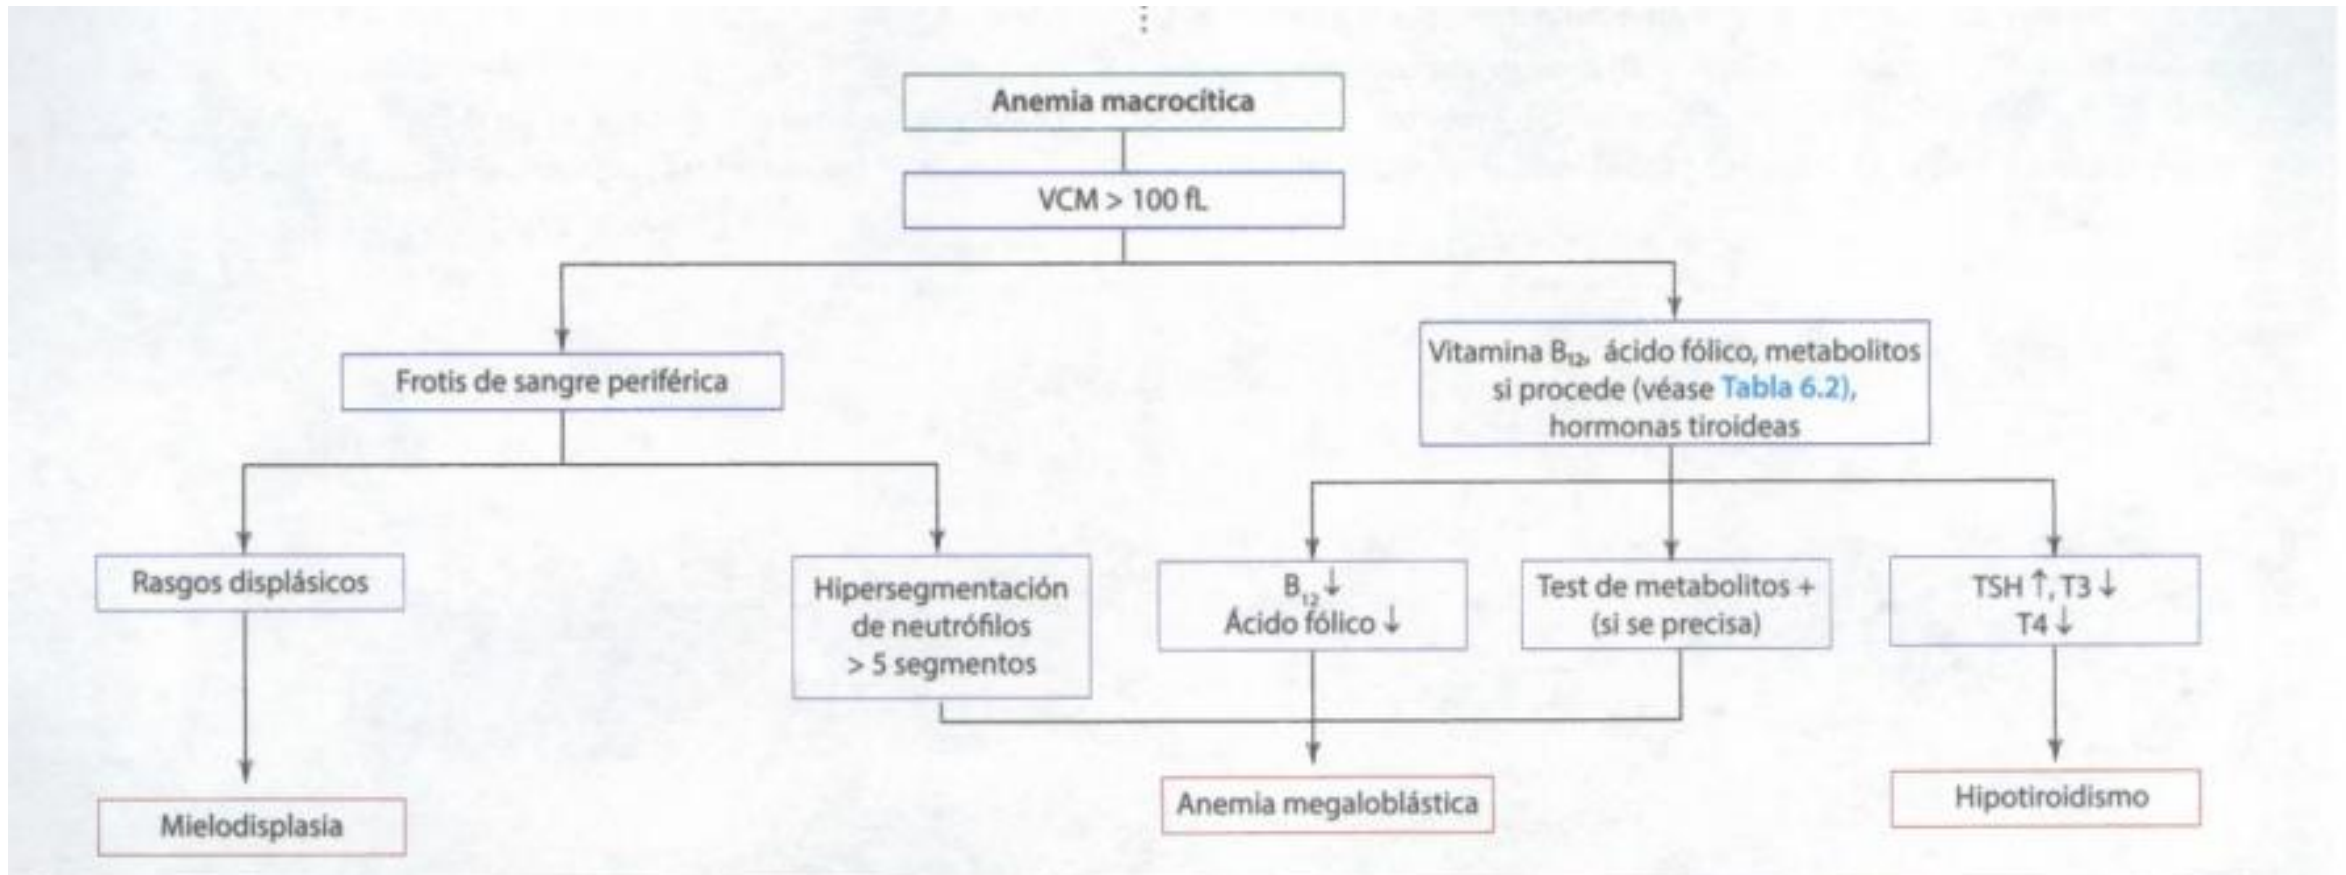 Anemia macrocítica
VCM > 100 fL
Frotis de sangre periférica
Vitamina B₁₂, ácido fólico, metabolitos
si procede (véase Tabla 6.2),
hormonas tiroideas
Rasgos displásicos
Hipersegmentación
de neutrófilos
> 5 segmentos
B₁₂ ↓
Ácido fólico ↓
Test de metabolitos +
(si se precisa)
TSH ↑, T3 ↓
T4 ↓
Mielodisplasia
Anemia megaloblástica
Hipotiroidismo